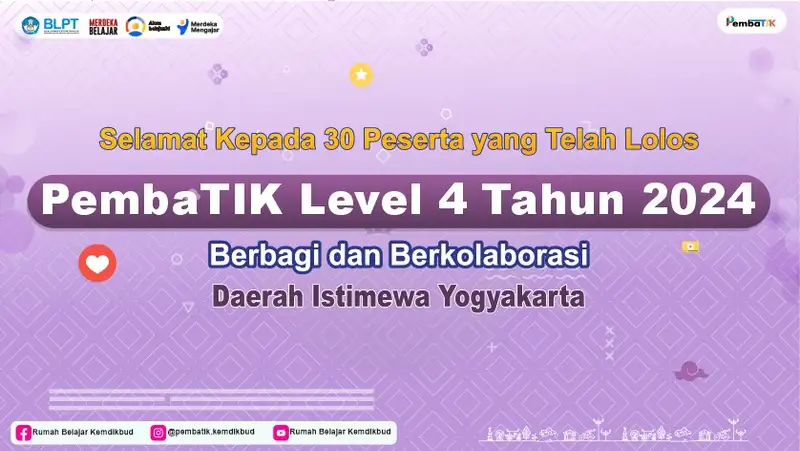 BLPT
MERDEKA
BELAJAR
Merdeka
Mengajar
PembaTIK
Selamat Kepada 30 Peserta yang Telah Lolos
PembaTIK Level 4 Tahun 2024
Berbagi dan Berkolaborasi
Daerah Istimewa Yogyakarta
Rumah Belajar Kemdikbud
@pembatik.kemdikbud
Rumah Belajar Kemdikbud